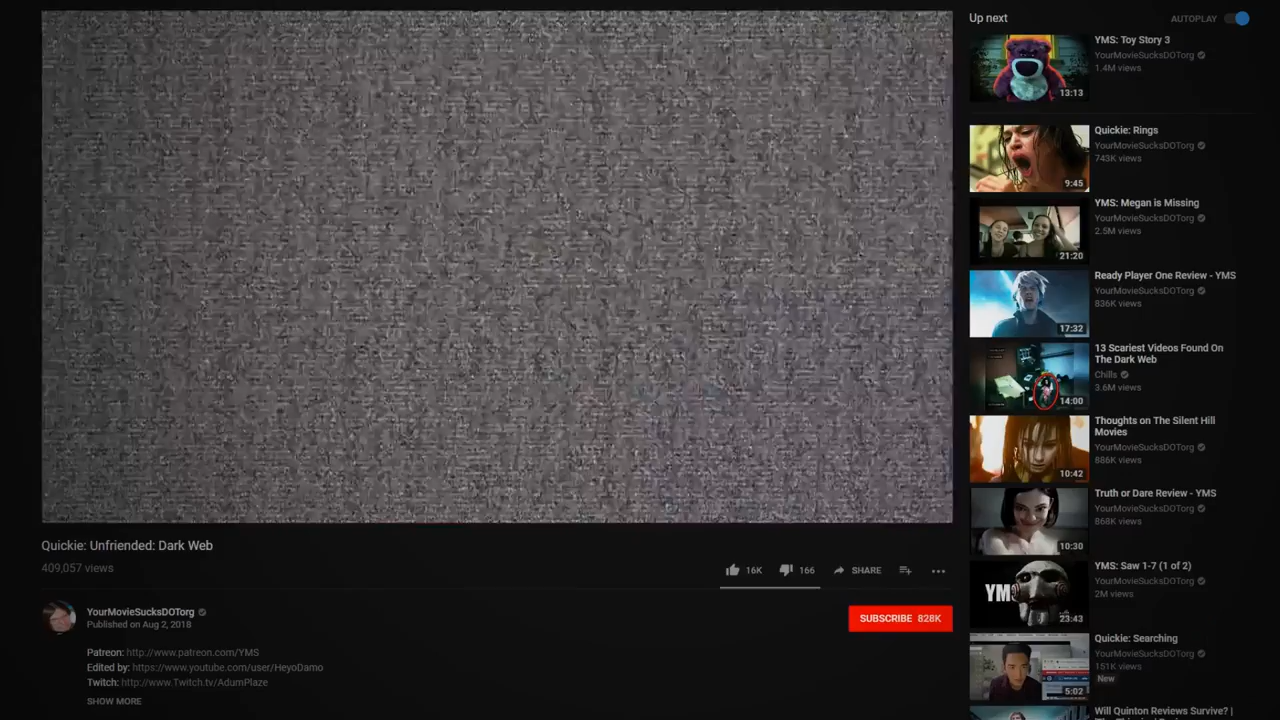 Up next
AUTOPLAY
YMS: Toy Story 3
YourMovieSucksDOTorg
1.4M views
13:13
Quickie: Rings
YourMovieSucksDOTorg
743K views
9:45
YMS: Megan is Missing
YourMovieSucksDOTorg
2.5M views
21:20
Ready Player One Review - YMS
YourMovieSucksDOTorg
836K views
17:32
13 Scariest Videos Found On
The Dark Web
Chills
3.6M views
14:00
Thoughts on The Silent Hill
Movies
YourMovieSucksDOTorg
886K views
10:42
Truth or Dare Review - YMS
YourMovieSucksDOTorg
868K views
10:30
YMS: Saw 1-7 (1 of 2)
YourMovieSucksDOTorg
2M views
YM
23:43
Quickie: Searching
YourMovieSucksDOTorg
151K views
New
5:02
Will Quinton Reviews Survive? |
Quickie: Unfriended: Dark Web
409,057 views
16K
166
SHARE
YourMovieSucksDOTorg
Published on Aug 2, 2018
SUBSCRIBE 828K
Patreon: http://www.patreon.com/YMS
Edited by: https://www.youtube.com/user/HeyoDamo
Twitch: http://www.Twitch.tv/AdumPlaze
SHOW MORE